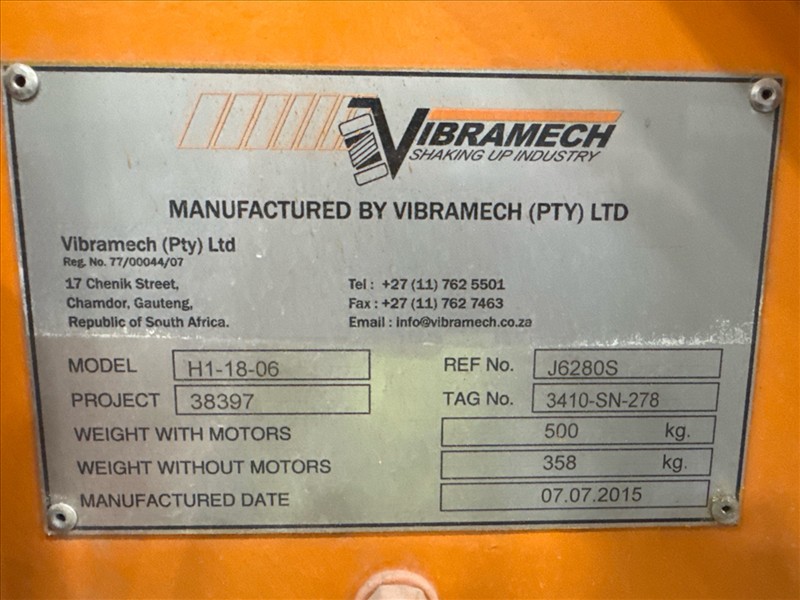 VIBRAMECH
SHAKING UP INDUSTRY
MANUFACTURED BY VIBRAMECH (PTY) LTD
Vibramech (Pty) Ltd
Reg. No. 77/00044/07
17 Chenik Street,
Chamdor, Gauteng,
Republic of South Africa.
Tel : +27 (11) 762 5501
Fax : +27 (11) 762 7463
Email : info@vibramech.co.za
MODEL H1-18-06
REF No. J6280S
PROJECT 38397
TAG No. 3410-SN-278
WEIGHT WITH MOTORS 500 kg.
WEIGHT WITHOUT MOTORS 358 kg.
MANUFACTURED DATE 07.07.2015